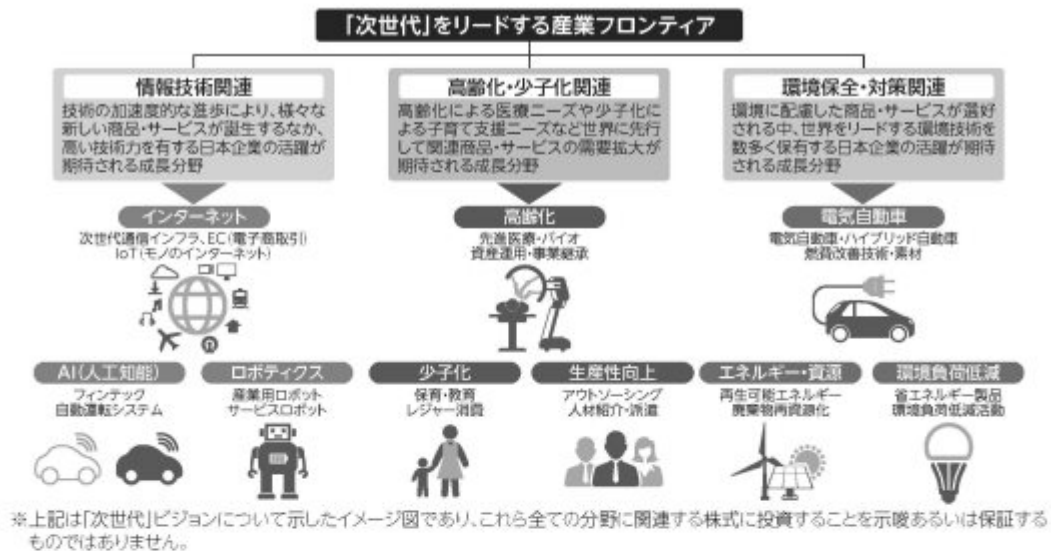 「次世代」をリードする産業フロンティア
情報技術関連
技術の加速度的な進歩により、様々な
新しい商品・サービスが誕生するなか、
高い技術力を有する日本企業の活躍が
期待される成長分野
高齢化・少子化関連
高齢化による医療ニーズや少子化に
よる子育て支援ニーズなど世界に先行
して関連商品・サービスの需要拡大が
期待される成長分野
環境保全・対策関連
環境に配慮した商品・サービスが選好
される中、世界をリードする環境技術を
数多く保有する日本企業の活躍が期待
される成長分野
インターネット
次世代通信インフラ、EC(電子商取引)
IoT(モノのインターネット)
高齢化
先進医療・バイオ
資産運用・事業継承
電気自動車
電気自動車・ハイブリッド自動車
燃費改善技術・素材
AI(人工知能)
フィンテック
自動運転システム
ロボティクス
産業用ロボット
サービスロボット
少子化
保育・教育
レジャー消費
生産性向上
アウトソーシング
人材紹介・派遣
エネルギー・資源
再生可能エネルギー
廃棄物再資源化
環境負荷低減
省エネルギー製品
環境負荷低減活動
※上記は「次世代」ビジョンについて示したイメージ図であり、これら全ての分野に関連する株式に投資することを示唆あるいは保証する
ものではありません。